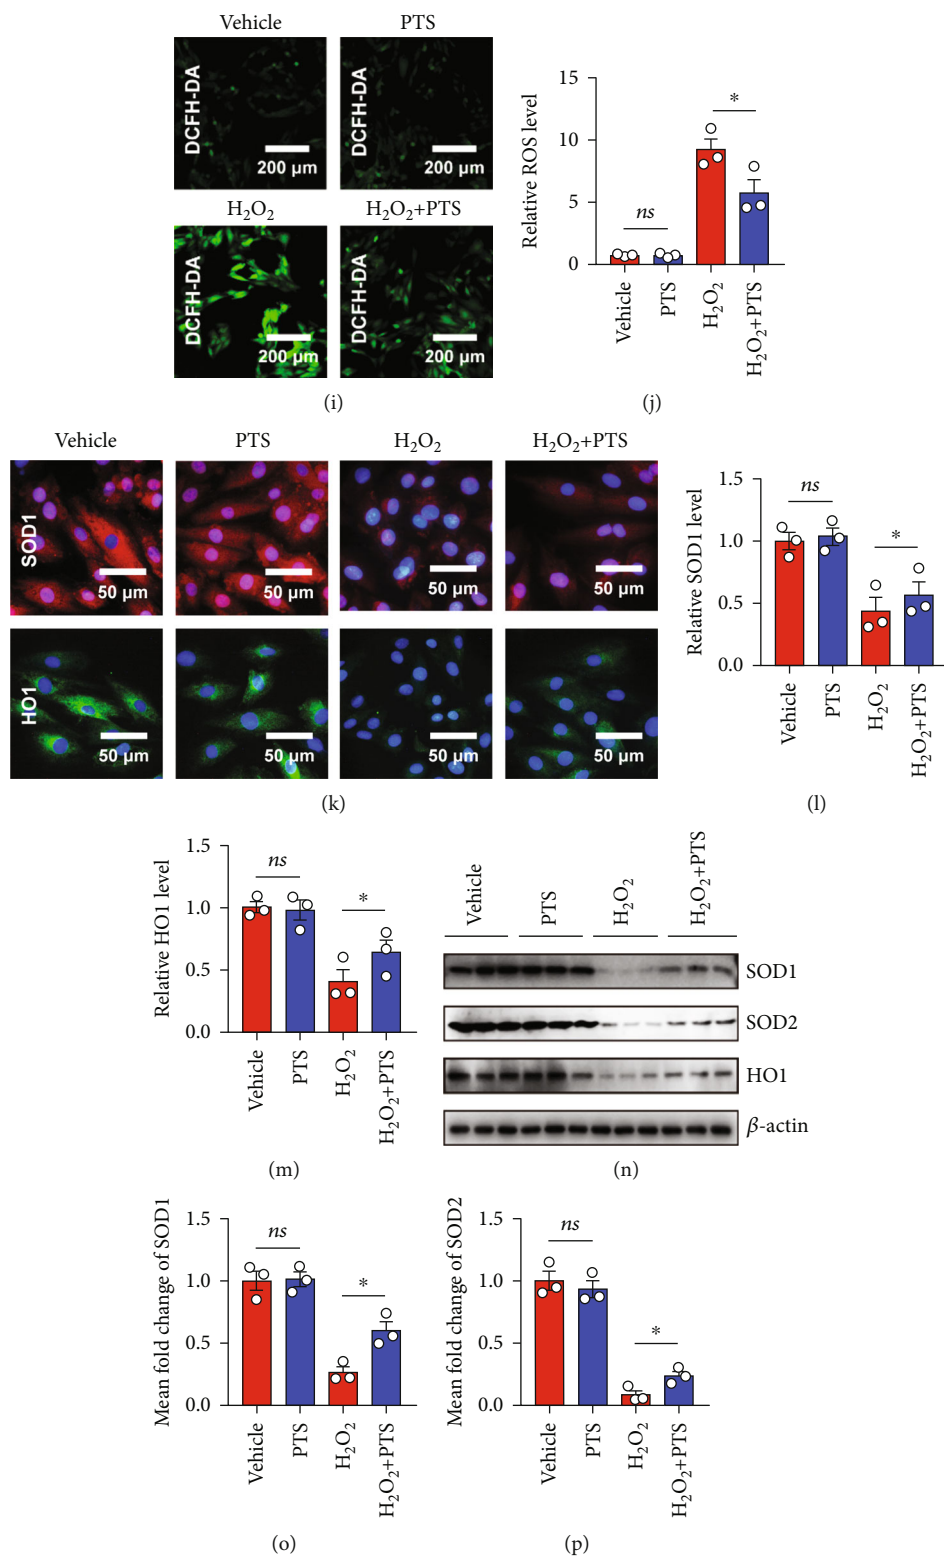 Vehicle PTS
DCFH-DA 200 μm DCFH-DA 200 μm
H₂O₂ H₂O₂+PTS
DCFH-DA 200 μm DCFH-DA 200 μm
(i)
Relative ROS level
15
10
5
0
ns *
Vehicle PTS H₂O₂ H₂O₂+PTS
(j)
Vehicle PTS H₂O₂ H₂O₂+PTS
SOD1 50 μm 50 μm 50 μm 50 μm
HO1 50 μm 50 μm 50 μm 50 μm
(k)
Relative SOD1 level
1.5
1.0
0.5
0.0
ns *
Vehicle PTS H₂O₂ H₂O₂+PTS
(l)
Relative HO1 level
1.5
1.0
0.5
0.0
ns *
Vehicle PTS H₂O₂ H₂O₂+PTS
(m)
Vehicle PTS H₂O₂ H₂O₂+PTS
SOD1
SOD2
HO1
β-actin
(n)
Mean fold change of SOD1
1.5
1.0
0.5
0.0
ns *
Vehicle PTS H₂O₂ H₂O₂+PTS
(o)
Mean fold change of SOD2
1.5
1.0
0.5
0.0
ns *
Vehicle PTS H₂O₂ H₂O₂+PTS
(p)